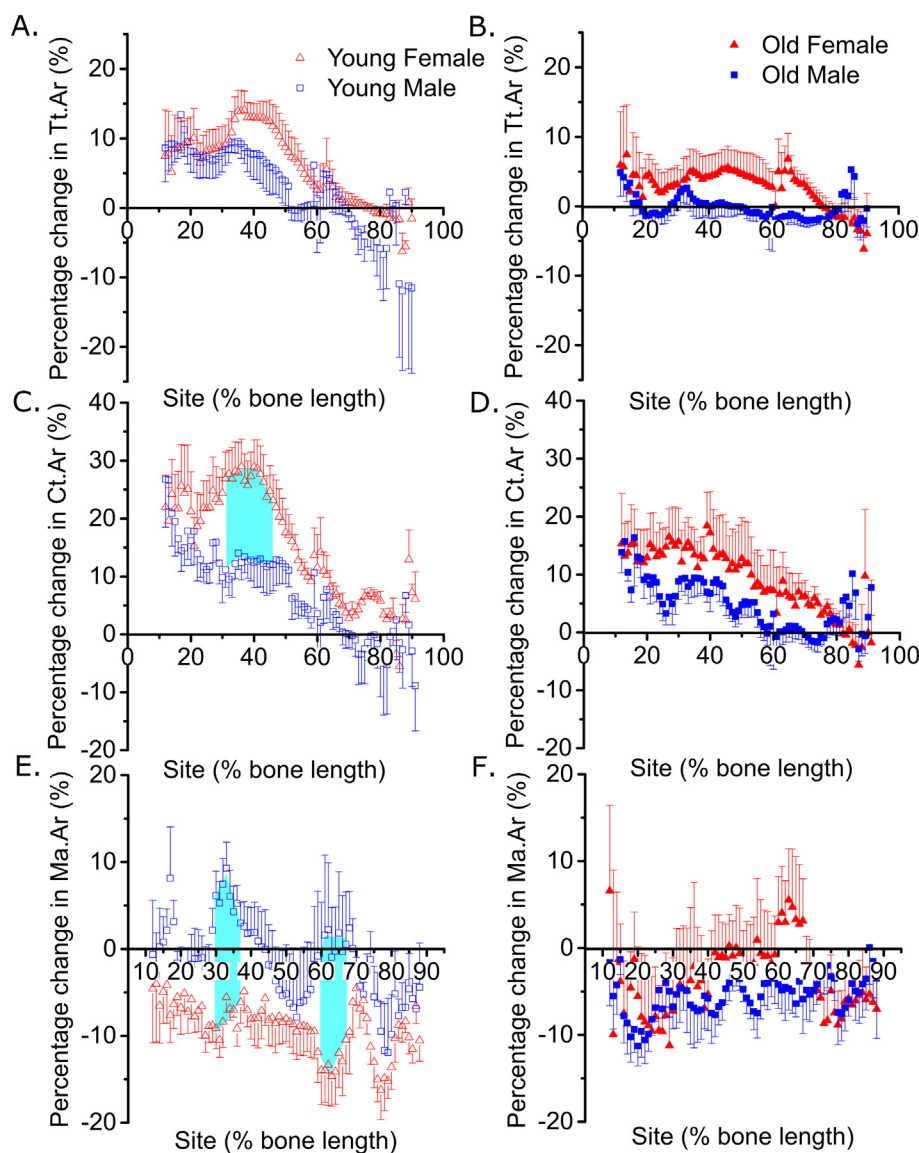 A.
Percentage change in Tt.Ar (%)
Young Female
Young Male
20
10
0
-10
-20
0
20
40
60
80
100
Site (% bone length)
B.
Percentage change in Tt.Ar (%)
Old Female
Old Male
20
10
0
-10
-20
0
20
40
60
80
100
Site (% bone length)
C.
Percentage change in Ct.Ar (%)
40
30
20
10
0
-10
-20
0
20
40
60
80
100
Site (% bone length)
D.
Percentage change in Ct.Ar (%)
40
30
20
10
0
-10
-20
0
20
40
60
80
100
Site (% bone length)
E.
Percentage change in Ma.Ar (%)
20
10
0
-10
-20
10 20 30 40 50 60 70 80 90
Site (% bone length)
F.
Percentage change in Ma.Ar (%)
20
10
0
-10
-20
10 20 30 40 50 60 70 80 90
Site (% bone length)